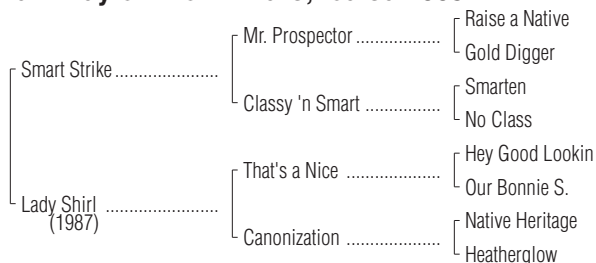 Raise a Native
Mr. Prospector
Gold Digger
Smart Strike
Smarten
Classy 'n Smart
No Class
Hey Good Lookin
That's a Nice
Our Bonnie S.
Lady Shirl
(1987)
Native Heritage
Canonization
Heatherglow